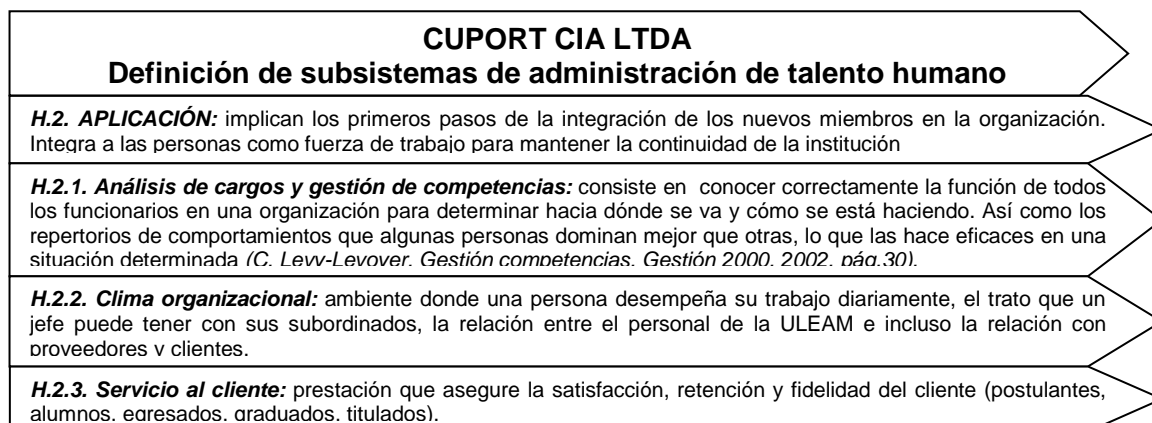 CUPORT CIA LTDA
Definición de subsistemas de administración de talento humano
H.2. APLICACIÓN: implican los primeros pasos de la integración de los nuevos miembros en la organización.
Integra a las personas como fuerza de trabajo para mantener la continuidad de la institución
H.2.1. Análisis de cargos y gestión de competencias: consiste en conocer correctamente la función de todos
los funcionarios en una organización para determinar hacia dónde se va y cómo se está haciendo. Así como los
repertorios de comportamientos que algunas personas dominan mejor que otras, lo que las hace eficaces en una
situación determinada (C. Levy-Levoyer. Gestión competencias. Gestión 2000. 2002. pág.30).
H.2.2. Clima organizacional: ambiente donde una persona desempeña su trabajo diariamente, el trato que un
jefe puede tener con sus subordinados, la relación entre el personal de la ULEAM e incluso la relación con
proveedores y clientes.
H.2.3. Servicio al cliente: prestación que asegure la satisfacción, retención y fidelidad del cliente (postulantes,
alumnos, egresados, graduados, titulados).